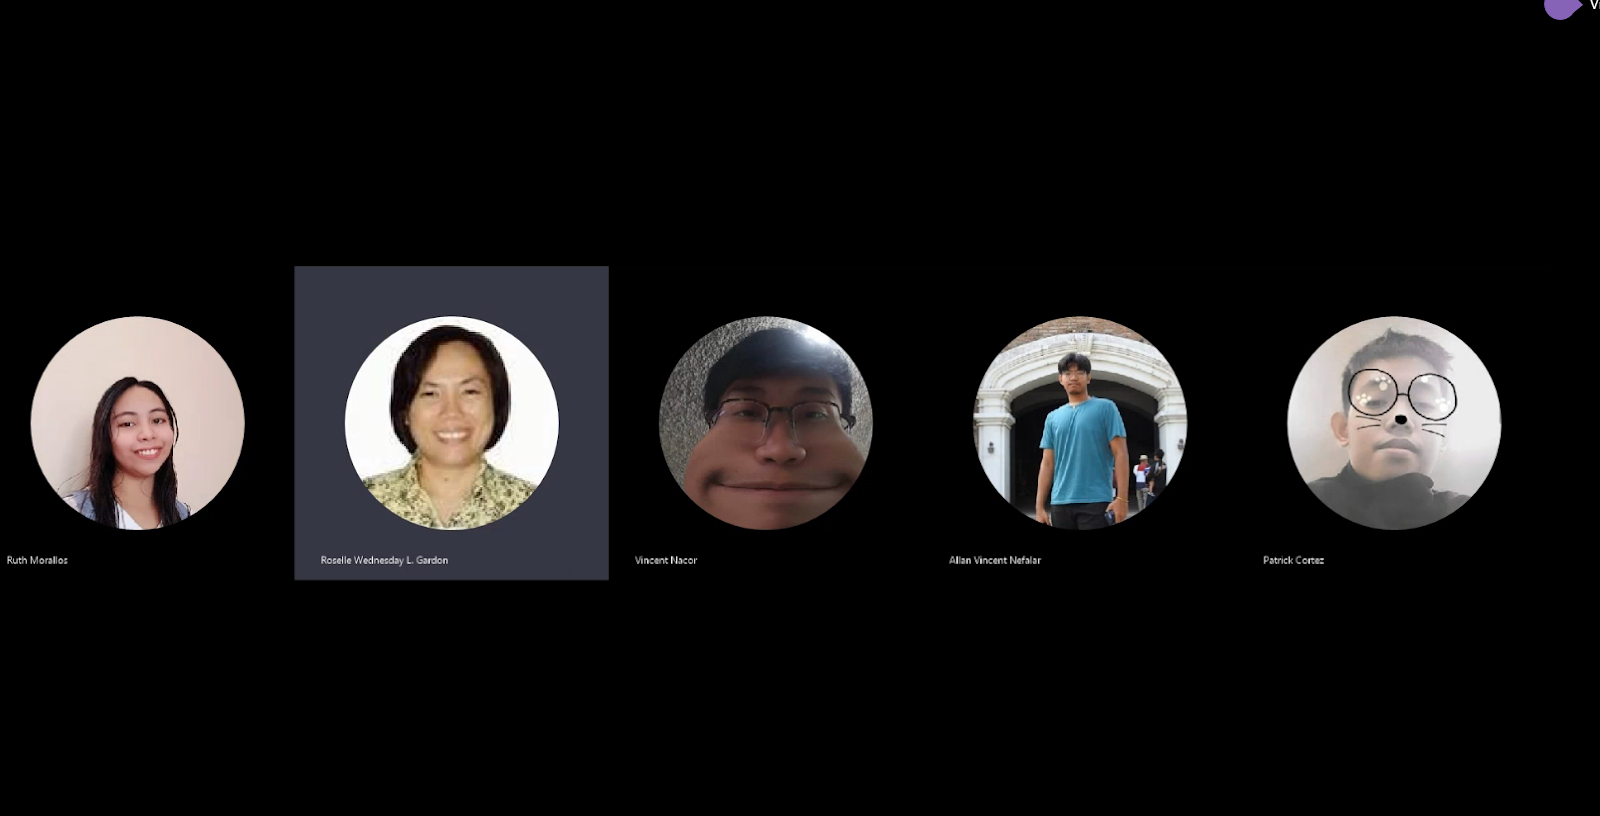 Ruth Morallos
Roselle Wednesday L. Gardon
Vincent Nacor
Allan Vincent Nefalar
Patrick Cortez